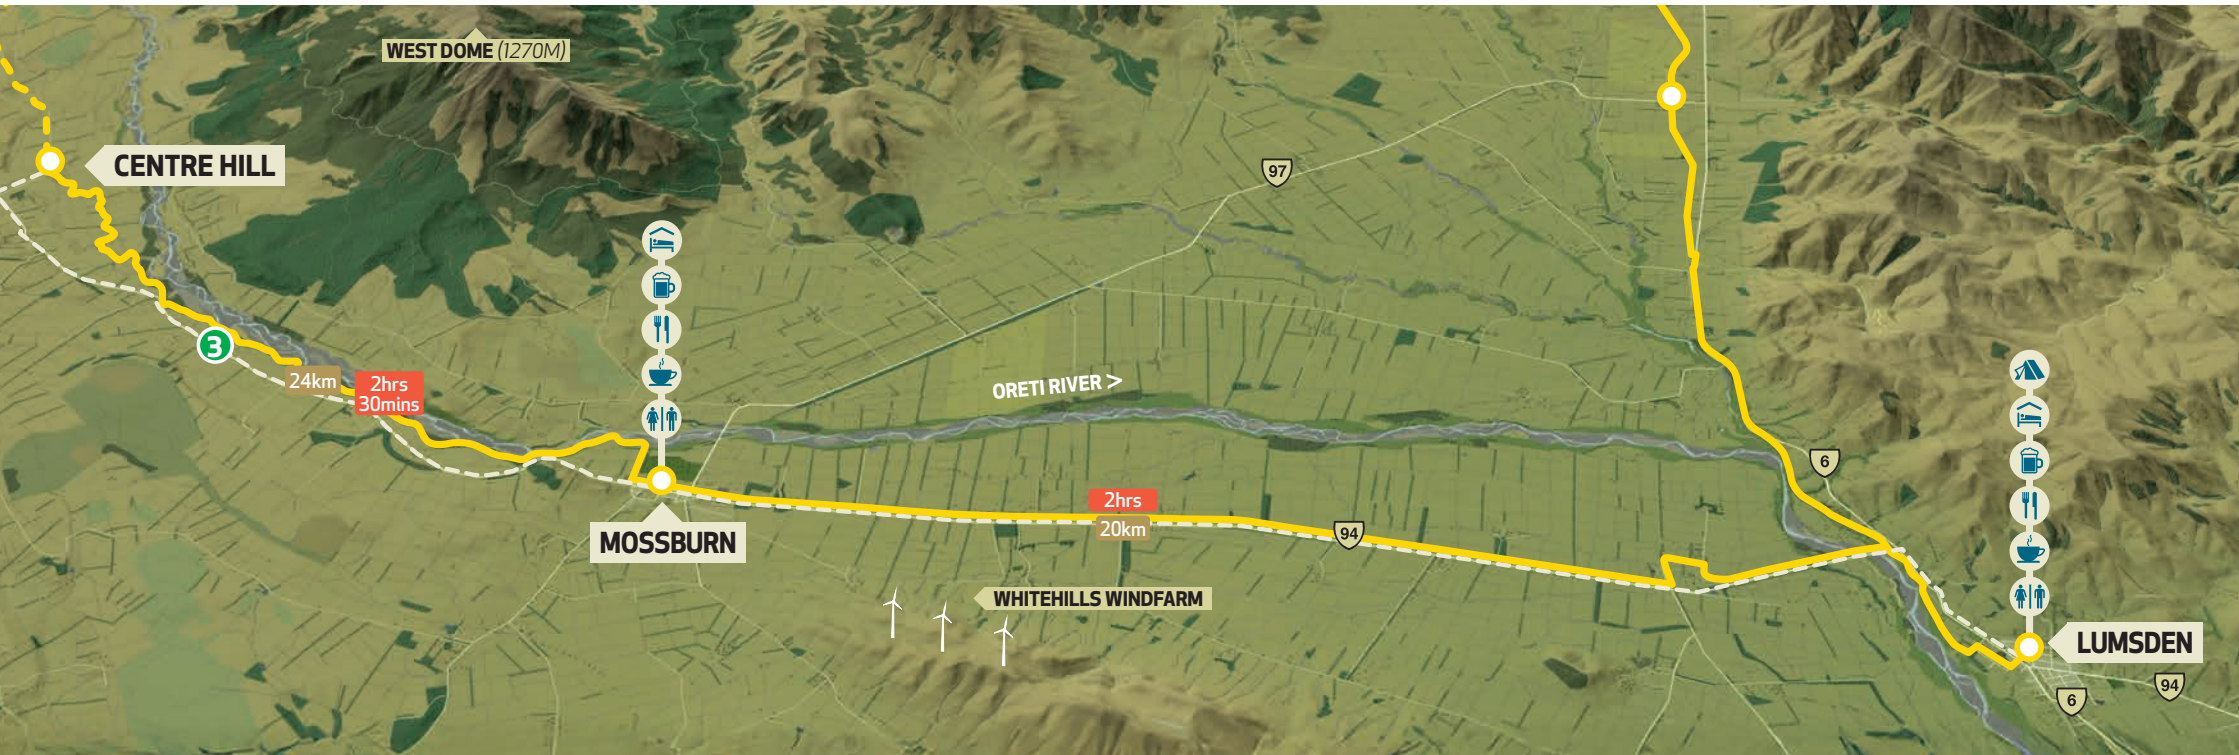 WEST DOME (1270M)
CENTRE HILL
97
3
24km
2hrs
30mins
ORETI RIVER >
6
2hrs
20km
94
MOSSBURN
WHITEHILLS WINDFARM
LUMSDEN
94
6